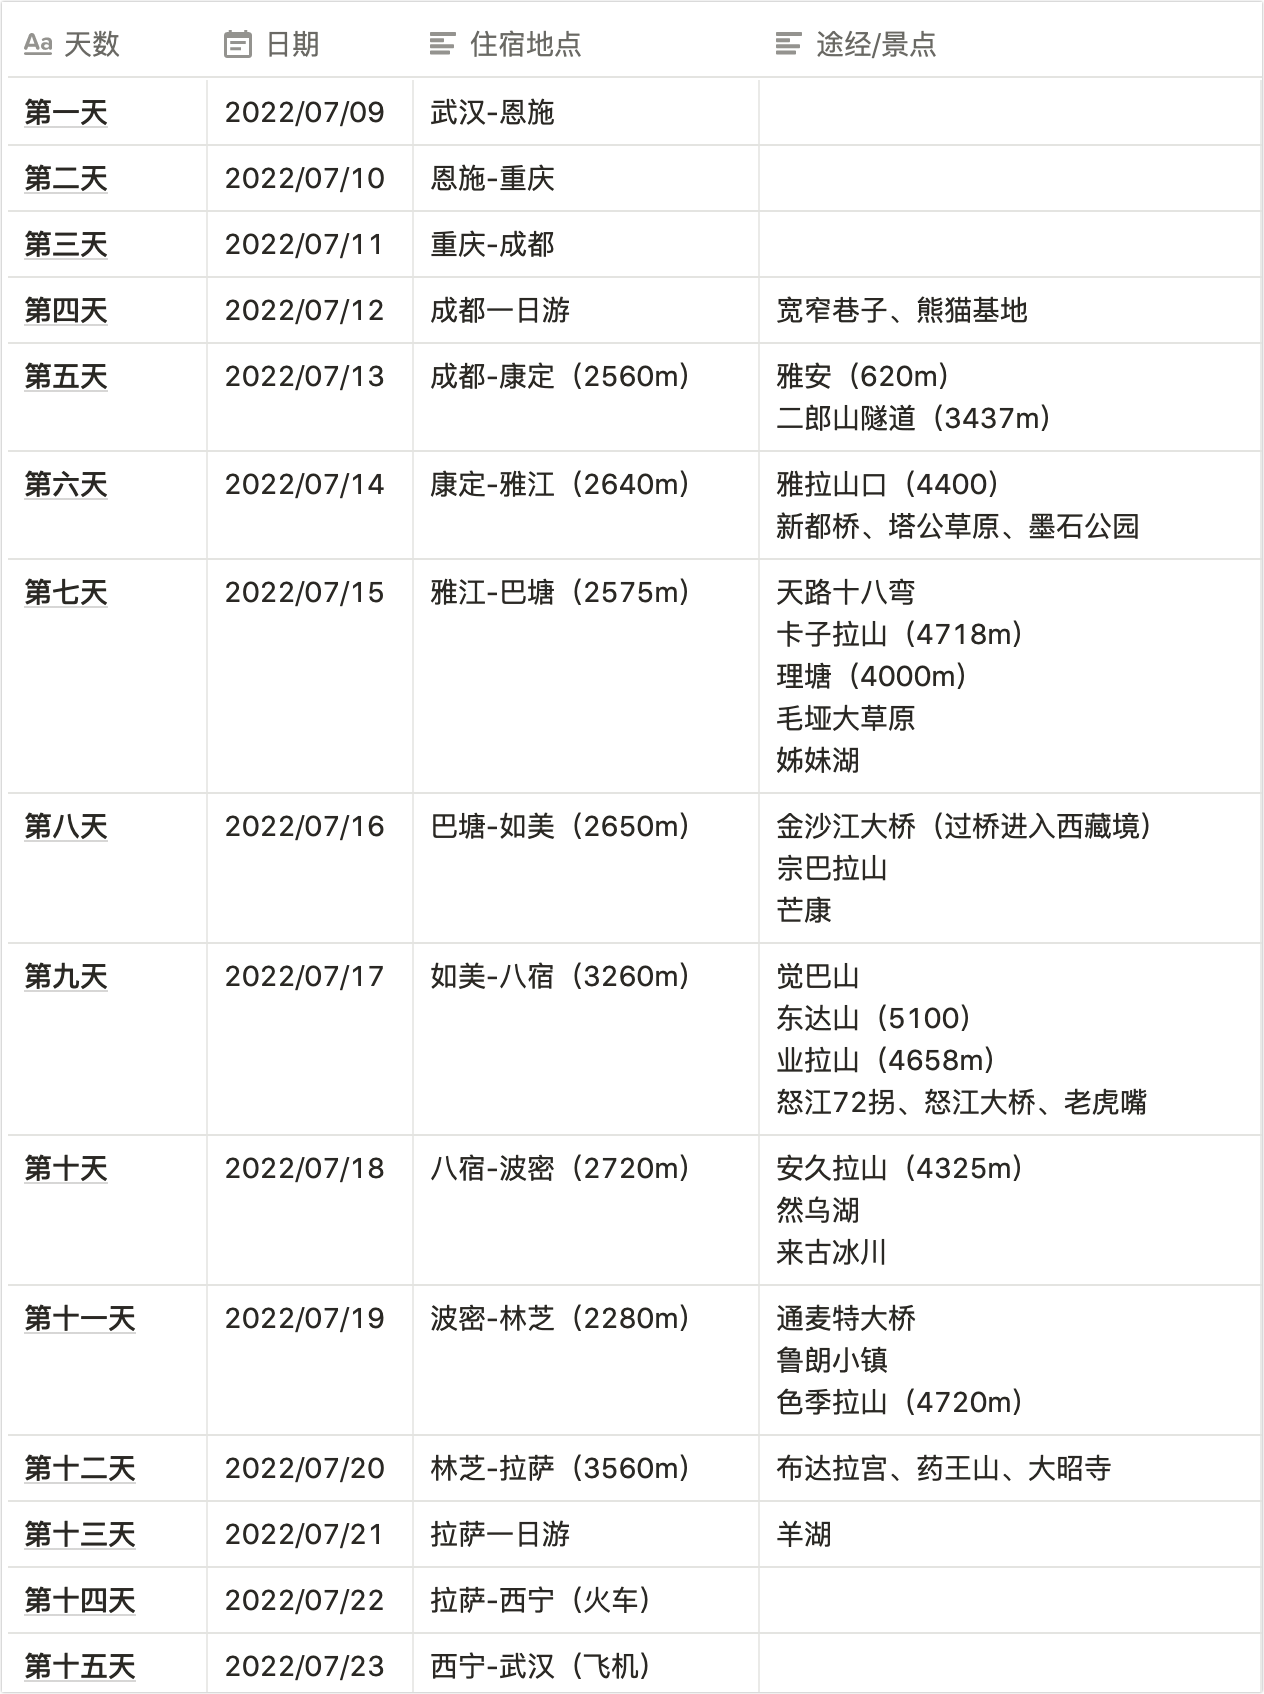 Aa 天数 日期 住宿地点 途经/景点
第一天 2022/07/09 武汉-恩施
第二天 2022/07/10 恩施-重庆
第三天 2022/07/11 重庆-成都
第四天 2022/07/12 成都一日游 宽窄巷子、熊猫基地
第五天 2022/07/13 成都-康定（2560m） 雅安（620m）
二郎山隧道（3437m）
第六天 2022/07/14 康定-雅江（2640m） 雅拉山口（4400）
新都桥、塔公草原、墨石公园
第七天 2022/07/15 雅江-巴塘（2575m） 天路十八弯
卡子拉山（4718m）
理塘（4000m）
毛垭大草原
姊妹湖
第八天 2022/07/16 巴塘-如美（2650m） 金沙江大桥（过桥进入西藏境）
宗巴拉山
芒康
第九天 2022/07/17 如美-八宿（3260m） 觉巴山
东达山（5100）
业拉山（4658m）
怒江72拐、怒江大桥、老虎嘴
第十天 2022/07/18 八宿-波密（2720m） 安久拉山（4325m）
然乌湖
来古冰川
第十一天 2022/07/19 波密-林芝（2280m） 通麦特大桥
鲁朗小镇
色季拉山（4720m）
第十二天 2022/07/20 林芝-拉萨（3560m） 布达拉宫、药王山、大昭寺
第十三天 2022/07/21 拉萨一日游 羊湖
第十四天 2022/07/22 拉萨-西宁（火车）
第十五天 2022/07/23 西宁-武汉（飞机）